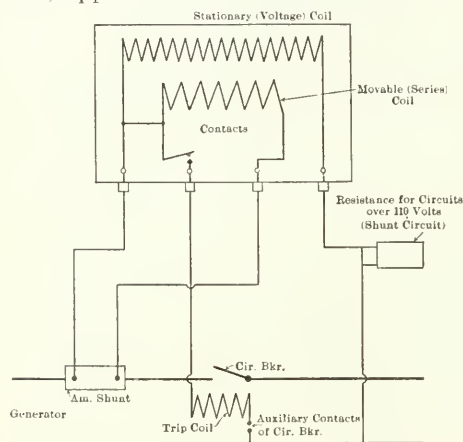 Stationary (Voltage) Coil
Movable (Series)
Coil
Contacts
Resistance for Circuits
over 110 Volts
(Shunt Circuit)
Cir. Bkr.
Am. Shunt
Generator
Trip Coil
Auxiliary Contacts
of Cir. Bkr.